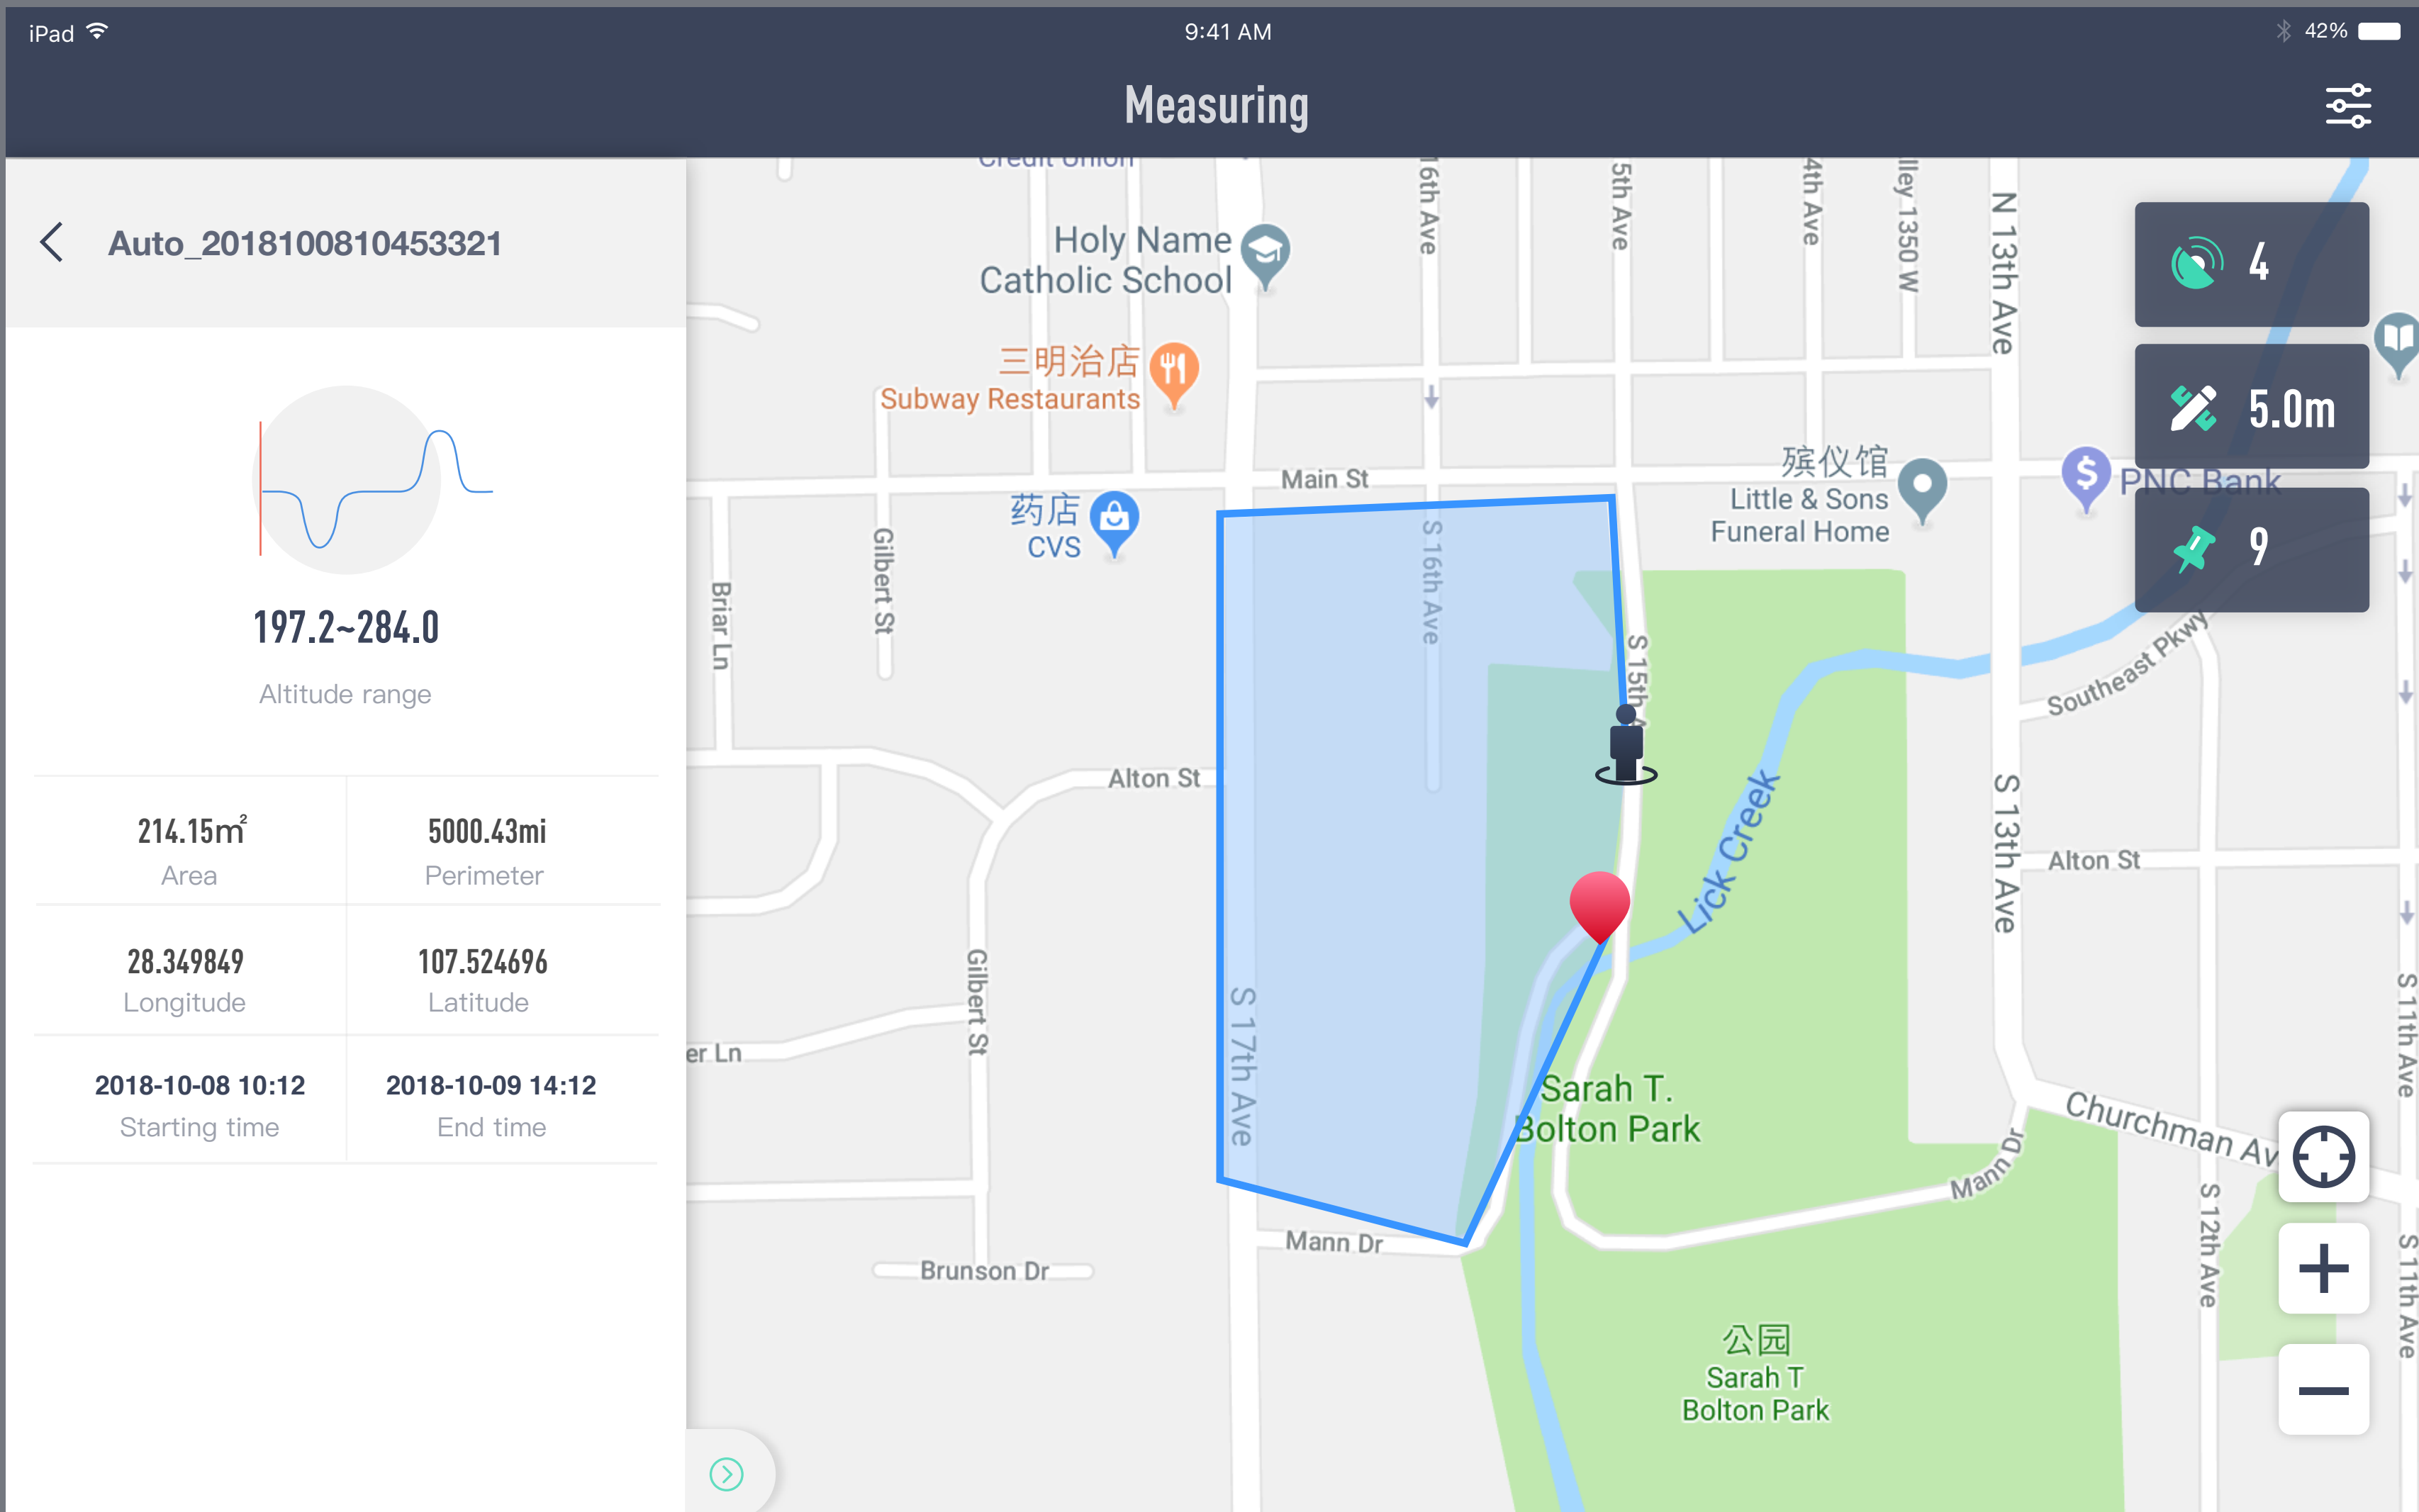 iPad
9:41 AM
42%
Measuring
Auto_2018100810453321
197.2~284.0
Altitude range
214.15m²
5000.43mi
Area
Perimeter
28.349849
107.524696
Longitude
Latitude
2018-10-08 10:12
2018-10-09 14:12
Starting time
End time
Credit Union
Holy Name
Catholic School
三明治店
Subway Restaurants
药店
CVS
Main St
殡仪馆
Little & Sons
Funeral Home
PNC Bank
4
5.0m
9
16th Ave
5th Ave
4th Ave
lley 1350 W
N 13th Ave
Gilbert St
Briar Ln
S 16th Ave
S 15th A
Southeast Pkwy
Alton St
Lick Creek
S 13th Ave
Alton St
Gilbert St
er Ln
S 17th Ave
S 11th Ave
Sarah T.
Bolton Park
Churchman Av
Mann Dr
Mann Dr
Brunson Dr
S 12th Ave
S 11th Ave
公园
Sarah T
Bolton Park